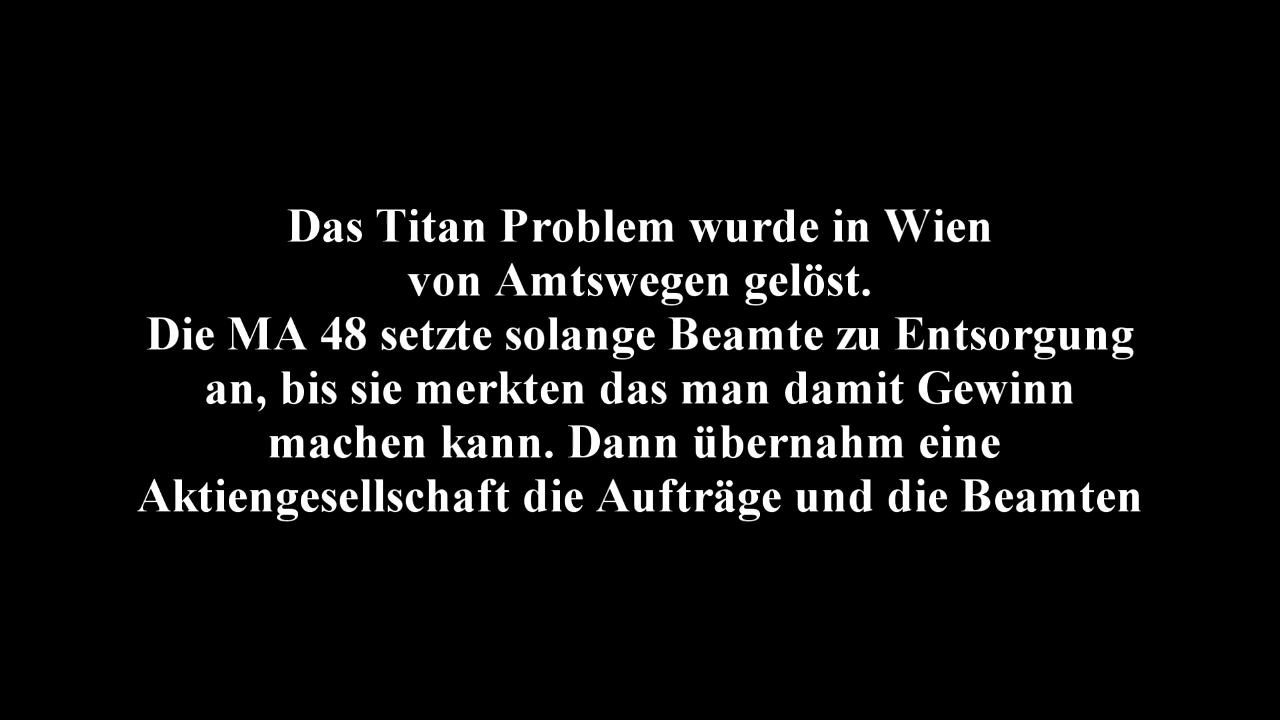 Das Titan Problem wurde in Wien
von Amtswegen gelöst.
Die MA 48 setzte solange Beamte zu Entsorgung
an, bis sie merkten das man damit Gewinn
machen kann. Dann übernahm eine
Aktiengesellschaft die Aufträge und die Beamten